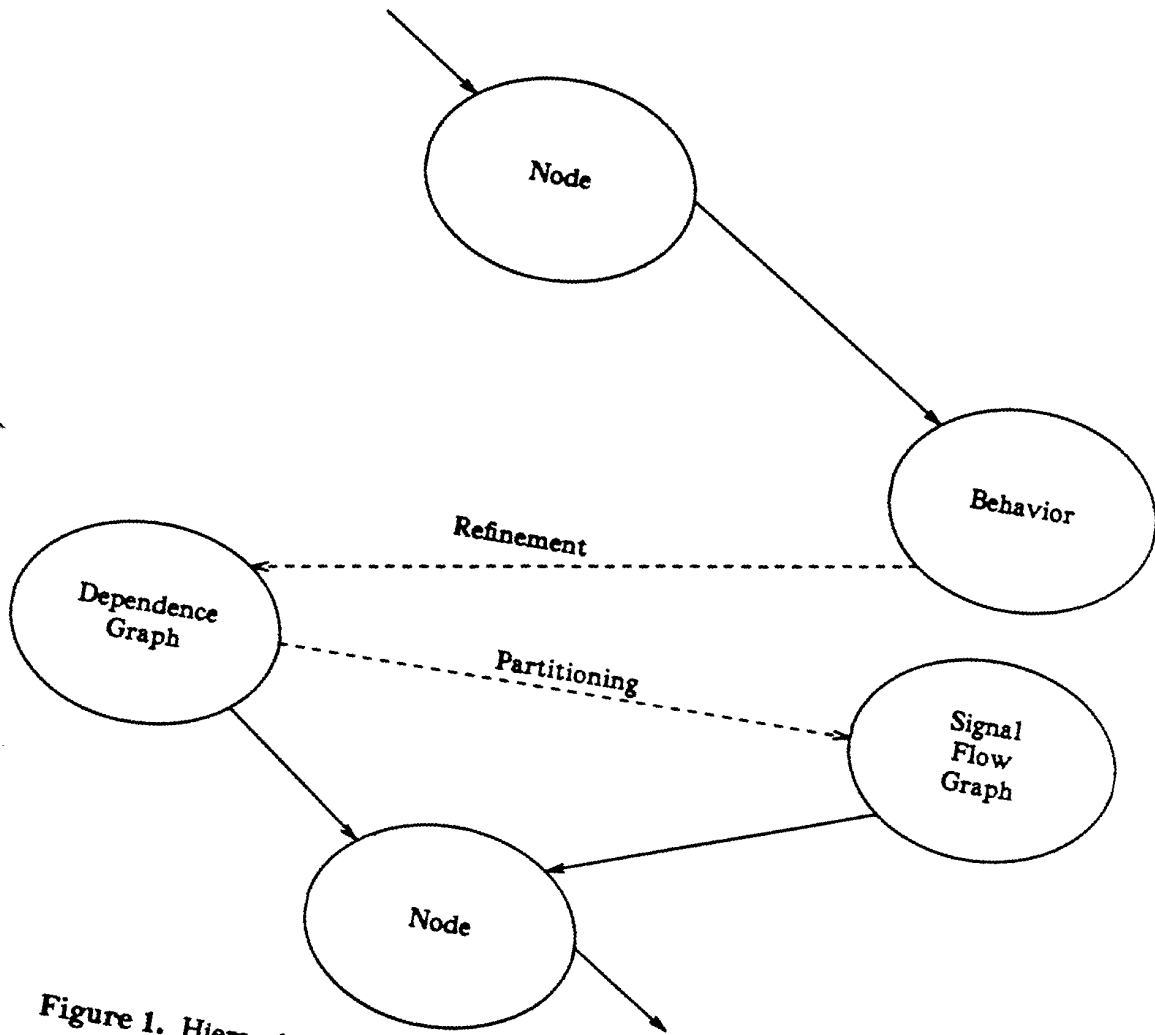 Node
Behavior
Refinement
Dependence
Graph
Partitioning
Signal
Flow
Graph
Node
Figure 1.